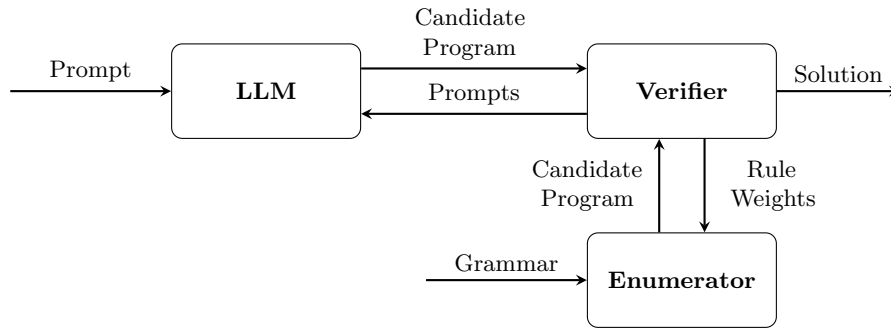 Candidate
Program
Prompt
LLM
Prompts
Verifier
Solution
Candidate
Program
Rule
Weights
Grammar
Enumerator